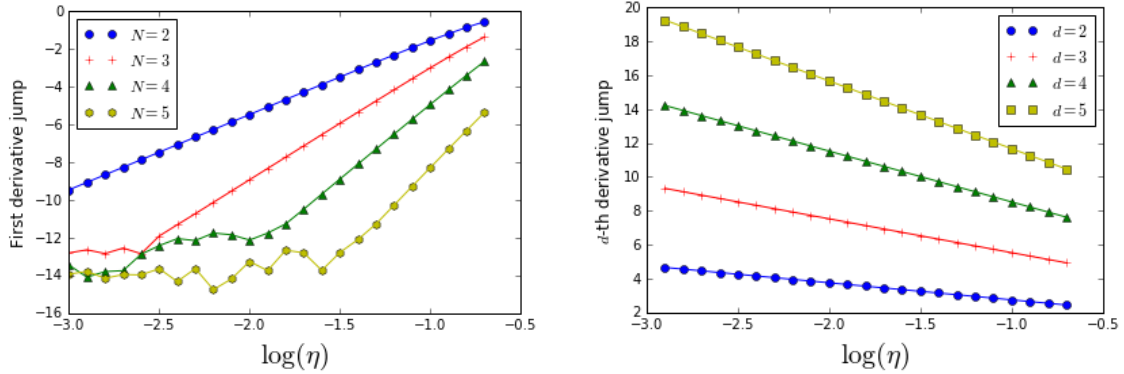 0
−2
−4
−6
−8
−10
−12
−14
−16
−3.0 −2.5 −2.0 −1.5 −1.0 −0.5
First derivative jump
log(η)
N = 2
N = 3
N = 4
N = 5
20
18
16
14
12
10
8
6
4
2
−3.0 −2.5 −2.0 −1.5 −1.0 −0.5
d-th derivative jump
log(η)
d = 2
d = 3
d = 4
d = 5